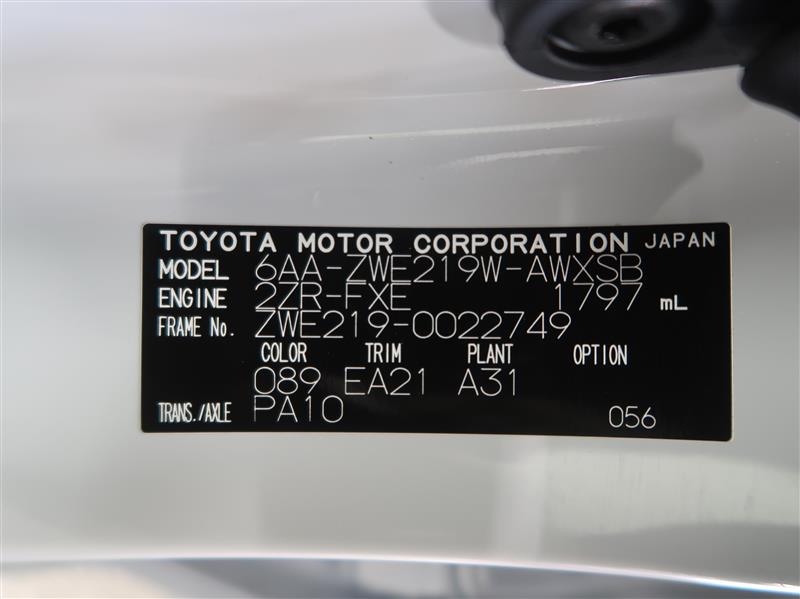 TOYOTA MOTOR CORPORATION JAPAN
MODEL 6AA-ZWE219W-AWXSB
ENGINE 2ZR-FXE 1797 mL
FRAME No. ZWE219-0022749
COLOR TRIM PLANT OPTION
089 EA21 A31
TRANS./AXLE PA10 056